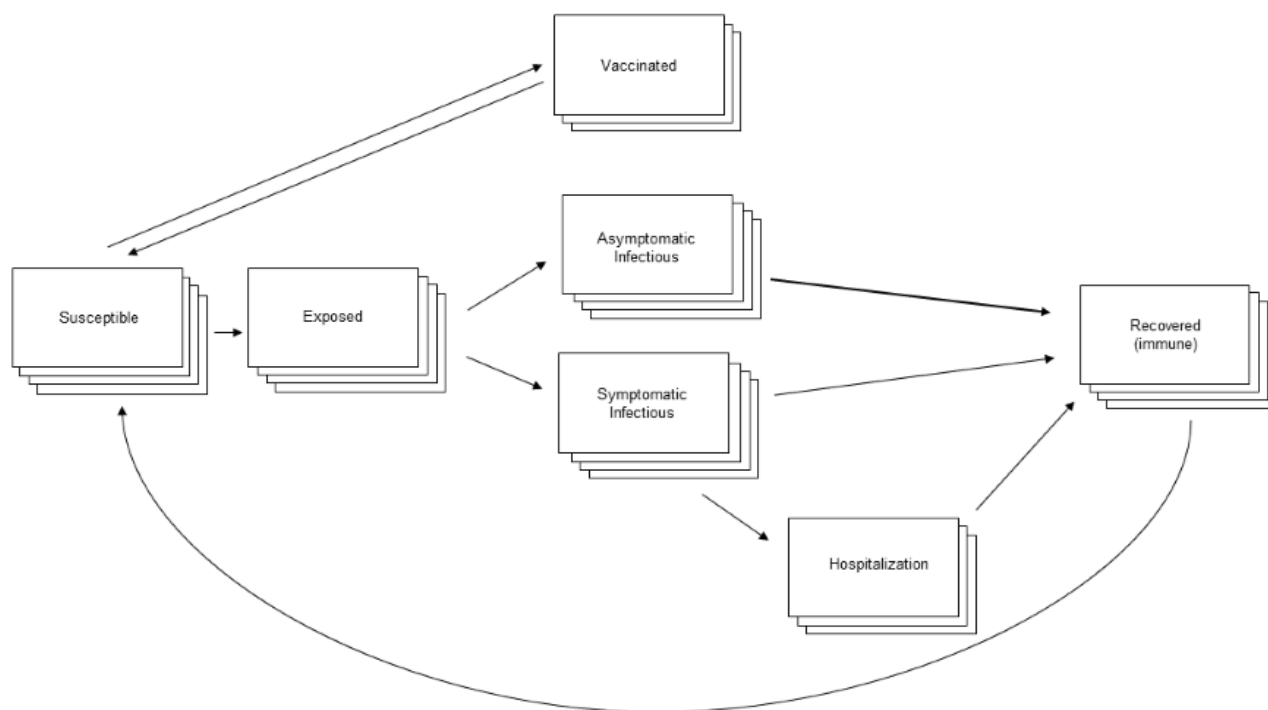 Vaccinated
Asymptomatic
Infectious
Susceptible
Exposed
Recovered
(immune)
Symptomatic
Infectious
Hospitalization